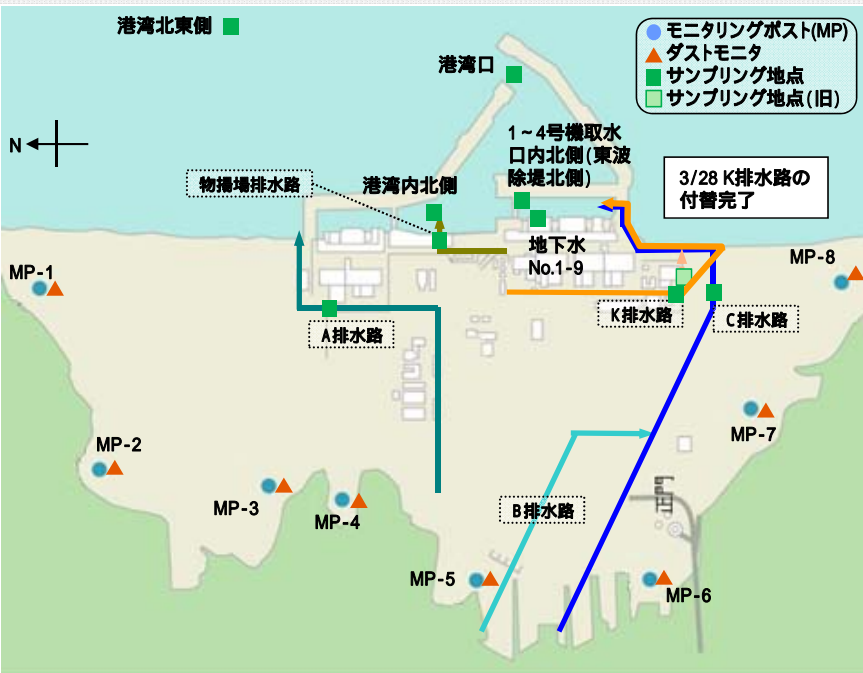 港湾北東側
港湾口
モニタリングポスト(MP)
ダストモニタ
サンプリング地点
サンプリング地点(旧)
N
1～4号機取水
口内北側(東波
除堤北側)
物揚場排水路
港湾内北側
3/28 K排水路の
付替完了
地下水
No.1-9
MP-1
MP-8
K排水路
C排水路
A排水路
MP-2
MP-7
MP-3
MP-4
正門
B排水路
MP-5
MP-6